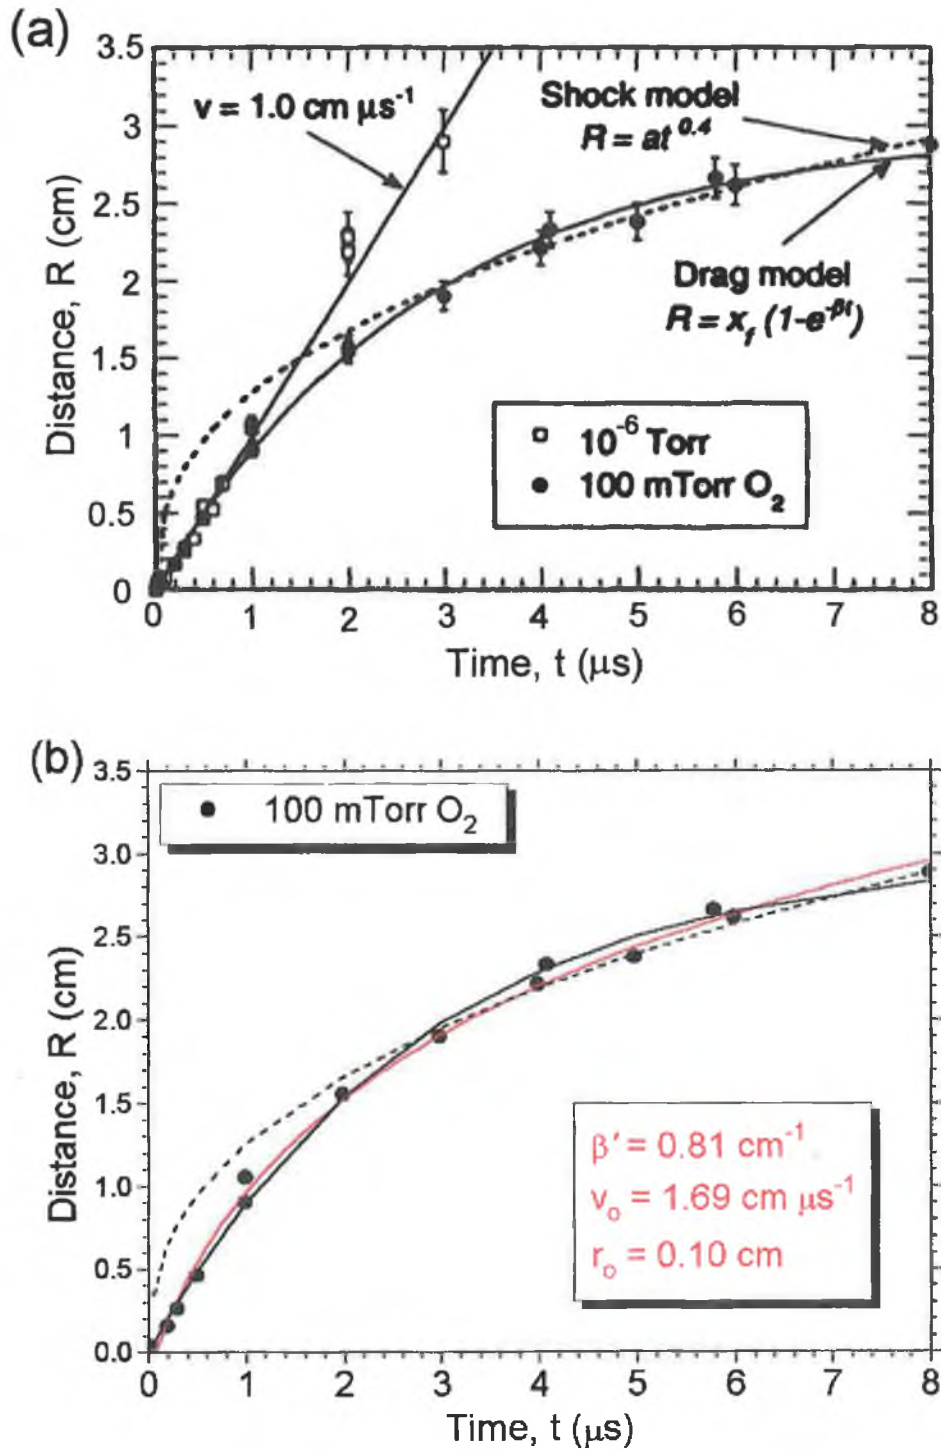 (a)
3.5
3
2.5
2
1.5
1
0.5
0
Distance, R (cm)
v = 1.0 cm μs⁻¹
Shock model
R = at^0.4
Drag model
R = x_f (1-e^-βt)
10⁻⁶ Torr
100 mTorr O₂
0 1 2 3 4 5 6 7 8
Time, t (μs)
(b)
3.5
3.0
2.5
2.0
1.5
1.0
0.5
0.0
Distance, R (cm)
100 mTorr O₂
β′ = 0.81 cm⁻¹
v₀ = 1.69 cm μs⁻¹
r₀ = 0.10 cm
0 1 2 3 4 5 6 7 8
Time, t (μs)